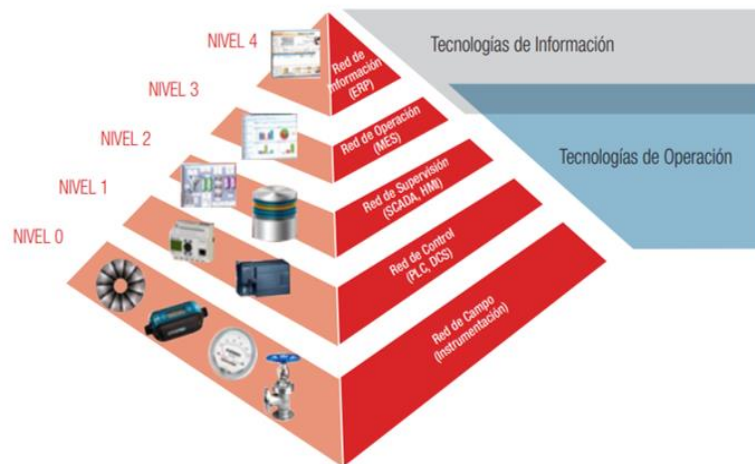 NIVEL 4
NIVEL 3
NIVEL 2
NIVEL 1
NIVEL 0
Red de
Información
(ERP)
Red de Operación
(MES)
Red de Supervisión
(SCADA, HMI)
Red de Control
(PLC, DCS)
Red de Campo
(Instrumentación)
Tecnologías de Información
Tecnologías de Operación